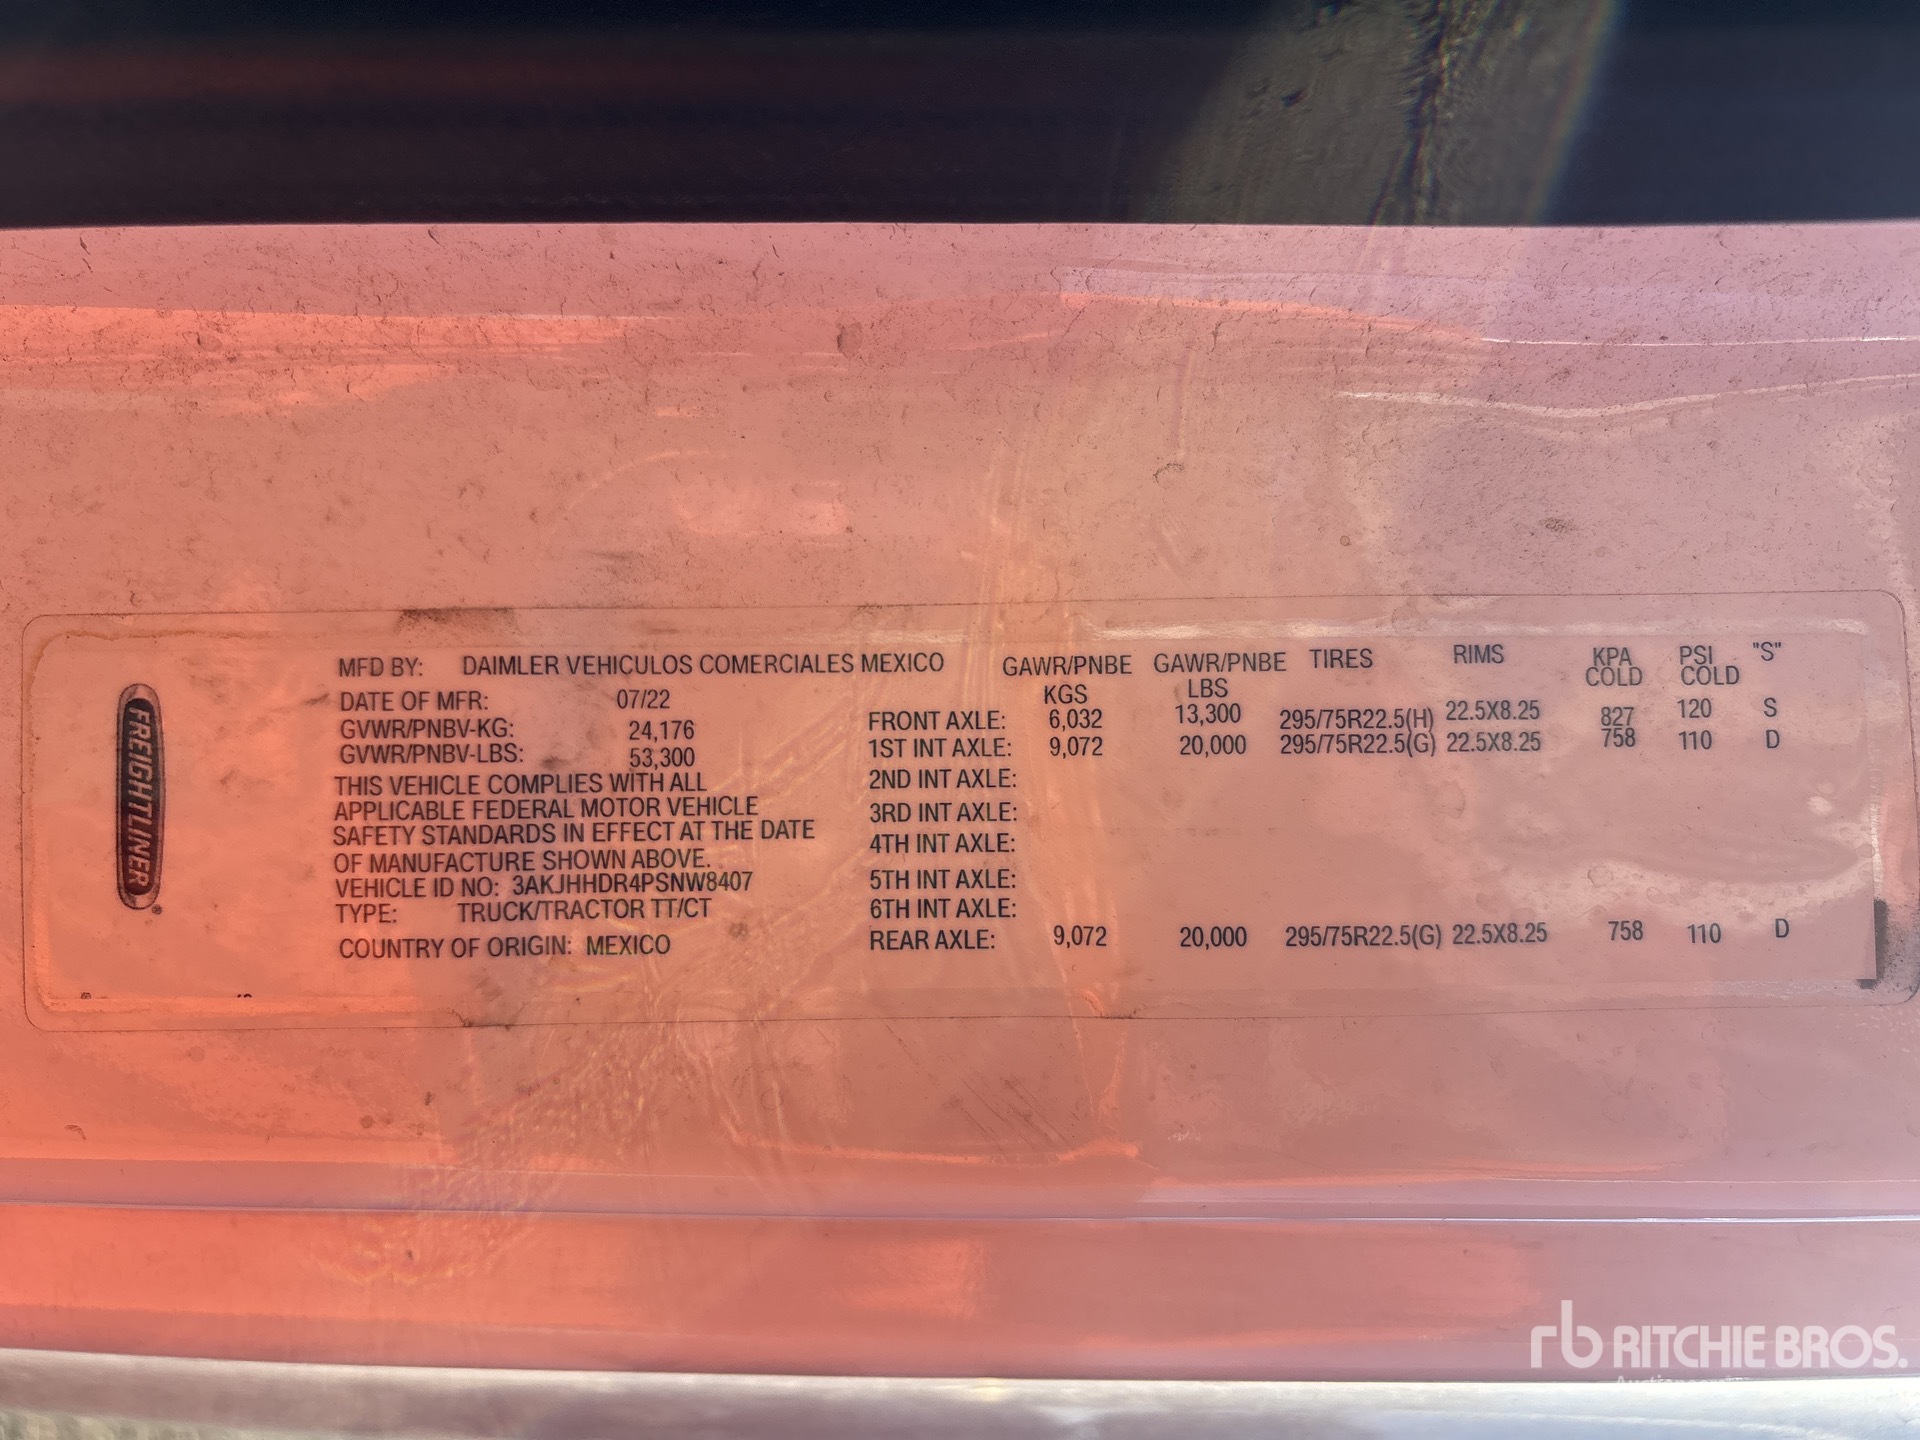 FREIGHTLINER
MFD BY: DAIMLER VEHICULOS COMERCIALES MEXICO
DATE OF MFR: 07/22
GVWR/PNBV-KG: 24,176
GVWR/PNBV-LBS: 53,300
THIS VEHICLE COMPLIES WITH ALL
APPLICABLE FEDERAL MOTOR VEHICLE
SAFETY STANDARDS IN EFFECT AT THE DATE
OF MANUFACTURE SHOWN ABOVE.
VEHICLE ID NO: 3AKJHHDR4PSNW8407
TYPE: TRUCK/TRACTOR TT/CT
COUNTRY OF ORIGIN: MEXICO
GAWR/PNBE GAWR/PNBE TIRES RIMS KPA PSI "S"
KGS LBS COLD COLD
FRONT AXLE: 6,032 13,300 295/75R22.5(H) 22.5X8.25 827 120 S
1ST INT AXLE: 9,072 20,000 295/75R22.5(G) 22.5X8.25 758 110 D
2ND INT AXLE:
3RD INT AXLE:
4TH INT AXLE:
5TH INT AXLE:
6TH INT AXLE:
REAR AXLE: 9,072 20,000 295/75R22.5(G) 22.5X8.25 758 110 D
rb RITCHIE BROS.